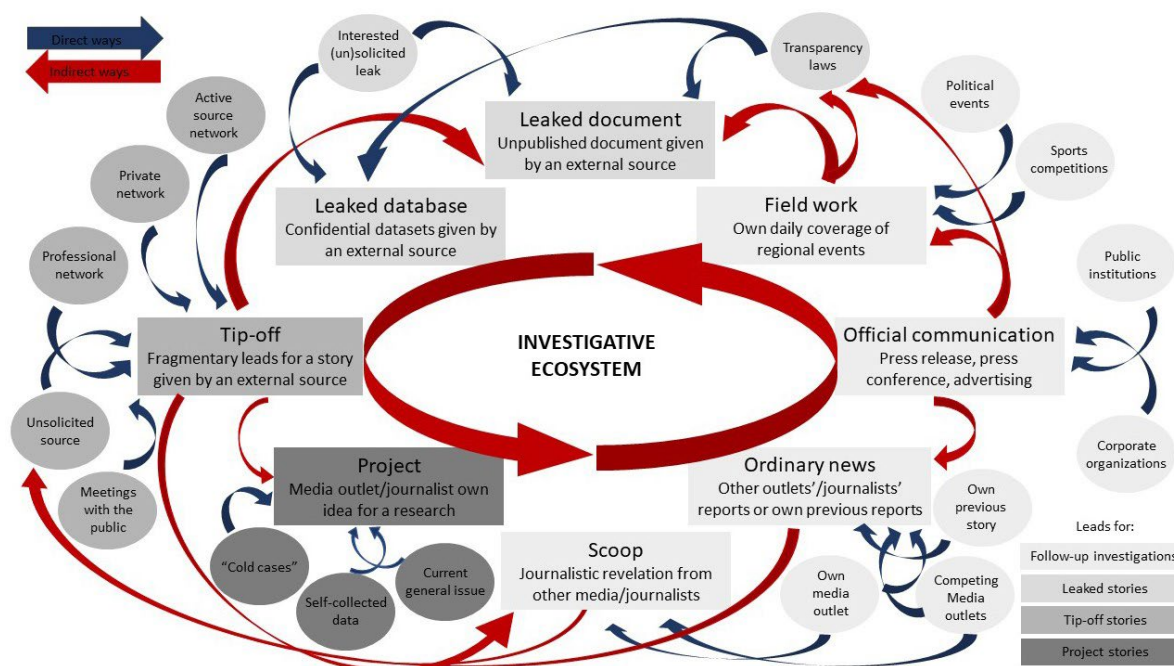 Direct ways
Indirect ways
Interested
(un)solicited
leak
Transparency
laws
Active
source
network
Political
events
Leaked document
Unpublished document given
by an external source
Sports
competitions
Private
network
Leaked database
Confidential datasets given by
an external source
Field work
Own daily coverage of
regional events
Professional
network
Public
institutions
Tip-off
Fragmentary leads for a story
given by an external source
INVESTIGATIVE
ECOSYSTEM
Official communication
Press release, press
conference, advertising
Unsolicited
source
Corporate
organizations
Project
Media outlet/journalist own
idea for a research
Ordinary news
Other outlets’/journalists’
reports or own previous reports
Meetings
with the
public
Own
previous
story
Scoop
Journalistic revelation from
other media/journalists
“Cold cases”
Self-collected
data
Current
general issue
Own
media
outlet
Competing
Media
outlets
Leads for:
Follow-up investigations
Leaked stories
Tip-off stories
Project stories